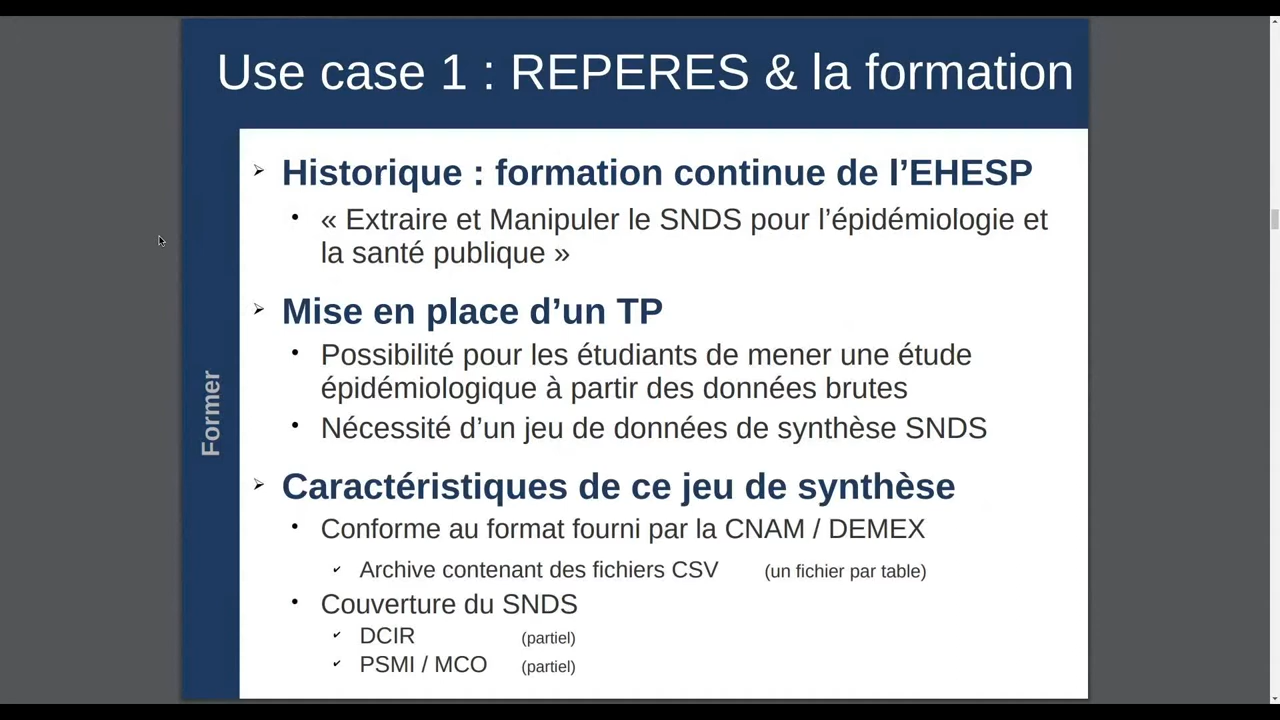 Use case 1 : REPERES & la formation
Historique : formation continue de l’EHESP
« Extraire et Manipuler le SNDS pour l’épidémiologie et
la santé publique »
Mise en place d’un TP
Possibilité pour les étudiants de mener une étude
épidémiologique à partir des données brutes
Nécessité d’un jeu de données de synthèse SNDS
Caractéristiques de ce jeu de synthèse
Conforme au format fourni par la CNAM / DEMEX
Archive contenant des fichiers CSV (un fichier par table)
Couverture du SNDS
DCIR (partiel)
PSMI / MCO (partiel)
Former